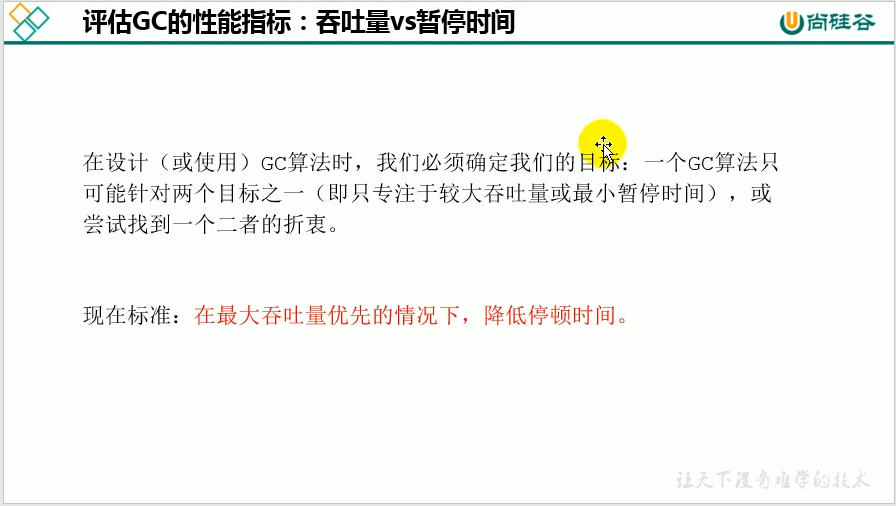 评估GC的性能指标：吞吐量vs暂停时间
尚硅谷
在设计（或使用）GC算法时，我们必须确定我们的目标：一个GC算法只
可能针对两个目标之一（即只专注于较大吞吐量或最小暂停时间），或
尝试找到一个二者的折衷。
现在标准：在最大吞吐量优先的情况下，降低停顿时间。
让天下没有难学的技术